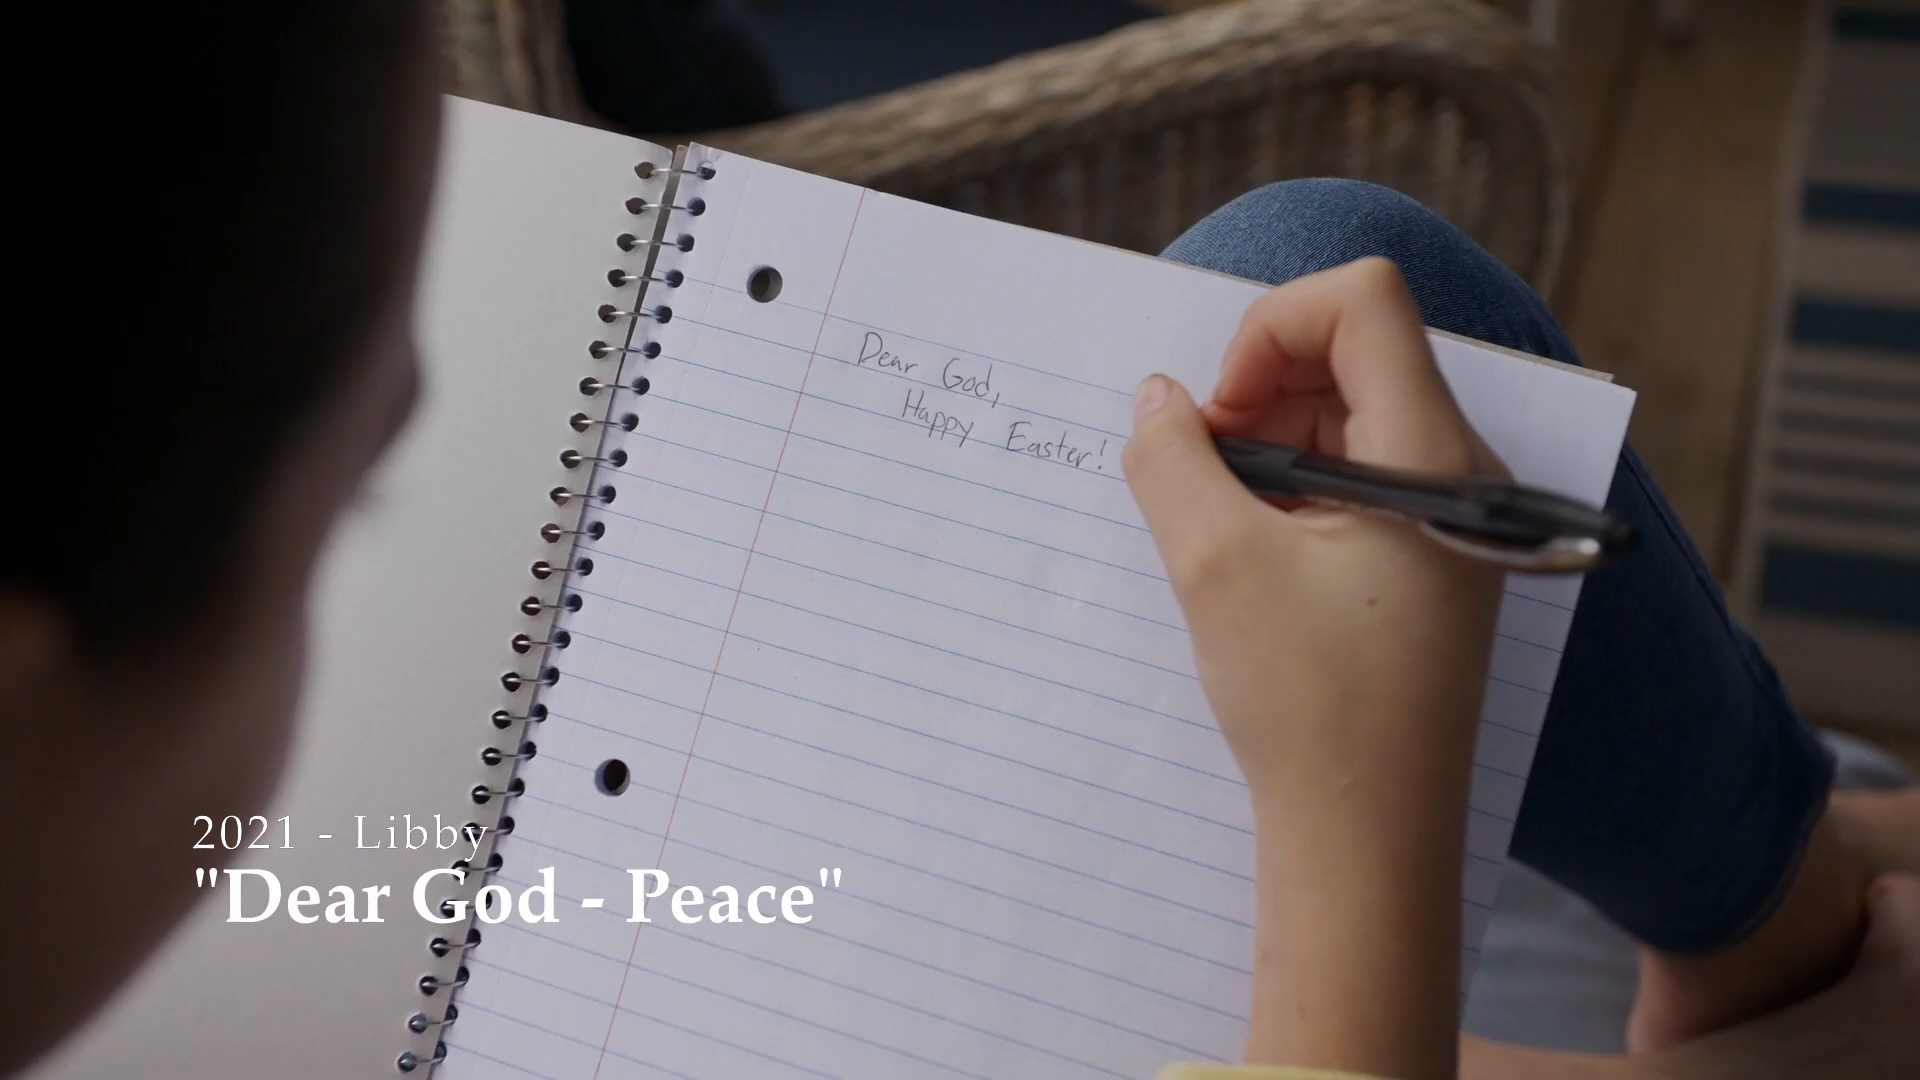 Dear God,
Happy Easter!
2021 - Libby
"Dear God - Peace"